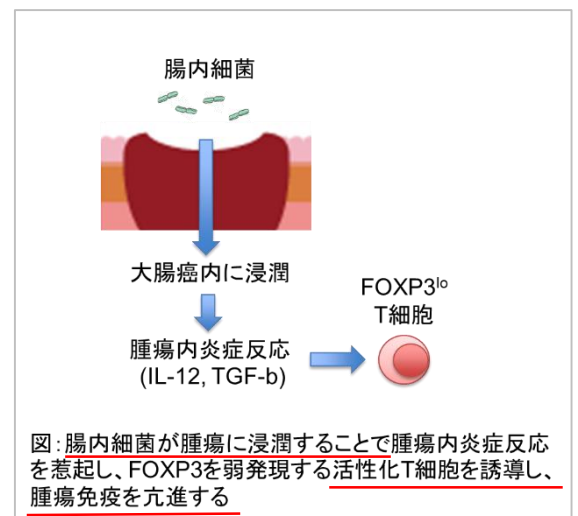 腸内細菌
大腸癌内に浸潤
FOXP3lo
T細胞
腫瘍内炎症反応
(IL-12, TGF-b)
図：腸内細菌が腫瘍に浸潤することで腫瘍内炎症反応
を惹起し、FOXP3を弱発現する活性化T細胞を誘導し、
腫瘍免疫を亢進する